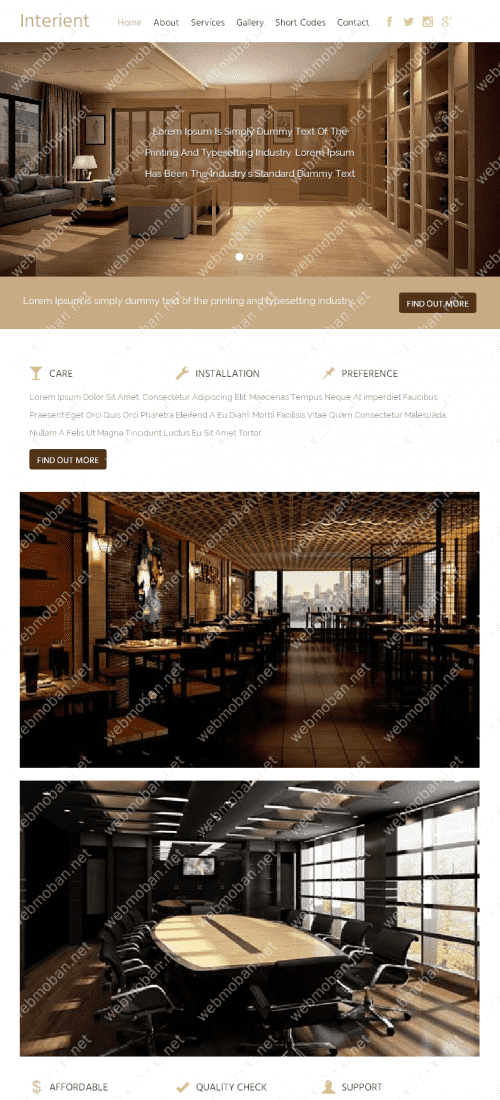 Interient
Home About Services Gallery Short Codes Contact
Lorem Ipsum Is Simply Dummy Text Of The
Printing And Typesetting Industry. Lorem Ipsum
Has Been The Industry's Standard Dummy Text
Lorem Ipsum is simply dummy text of the printing and typesetting industry.
FIND OUT MORE
CARE INSTALLATION PREFERENCE
Lorem Ipsum Dolor Sit Amet, Consectetur Adipiscing Elit. Maecenas Tempus Neque At Imperdiet Faucibus.
Praesent Eget Orci Quis Orci Pharetra Eleifend A Eu Diam. Morbi Facilisis Vitae Quam Consectetur Malesuada.
Nullam A Felis Ut Magna Tincidunt Luctus Eu Sit Amet Tortor.
FIND OUT MORE
AFFORDABLE QUALITY CHECK SUPPORT
webmoban.net